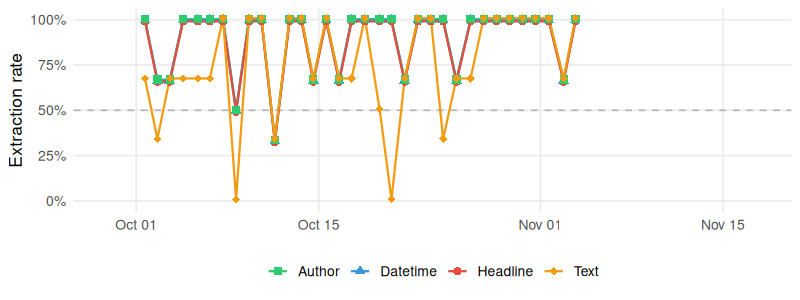 Extraction rate
100%
75%
50%
25%
0%
Oct 01 Oct 15 Nov 01 Nov 15
Author Datetime Headline Text